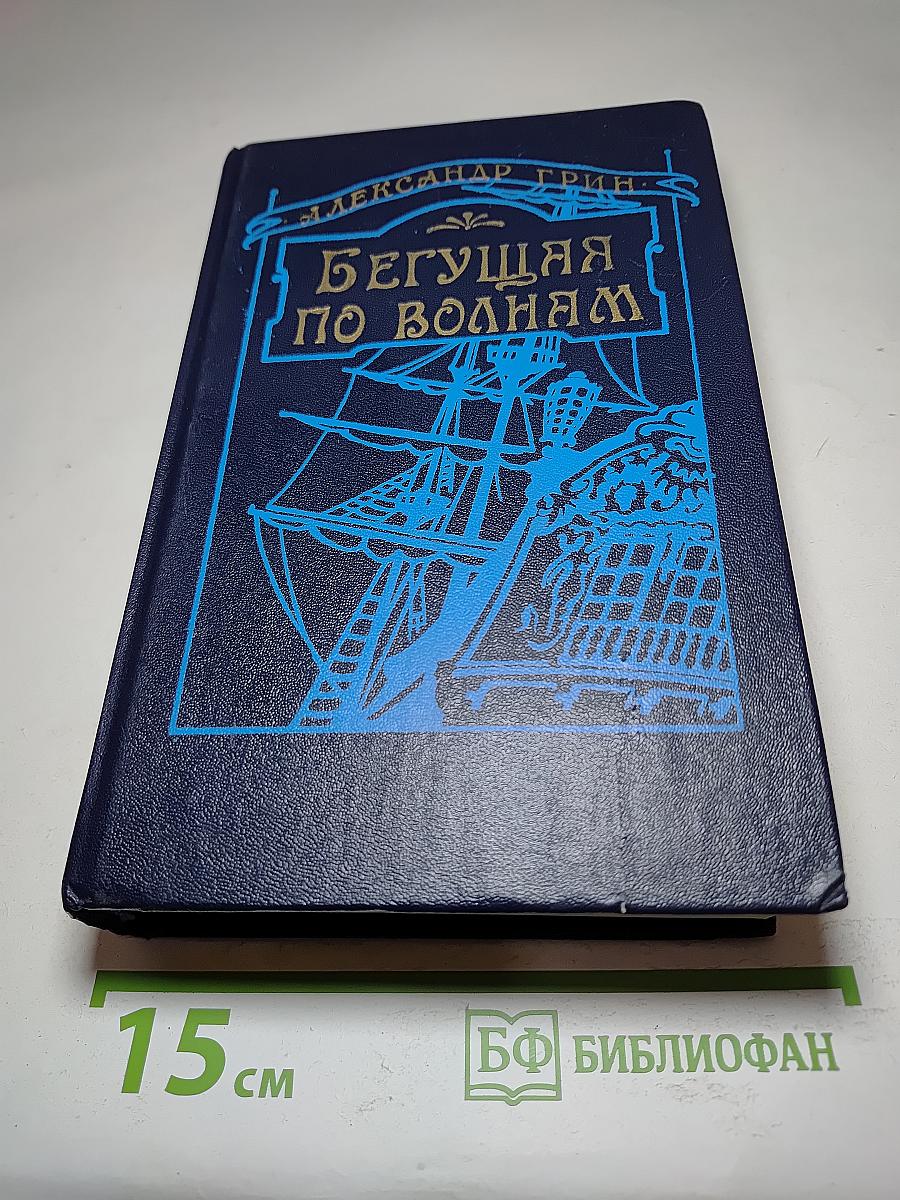 АЛЕКСАНДР ГРИН
БЕГУЩАЯ
ПО ВОЛНАМ
15 см
БФ БИБЛИОФАН